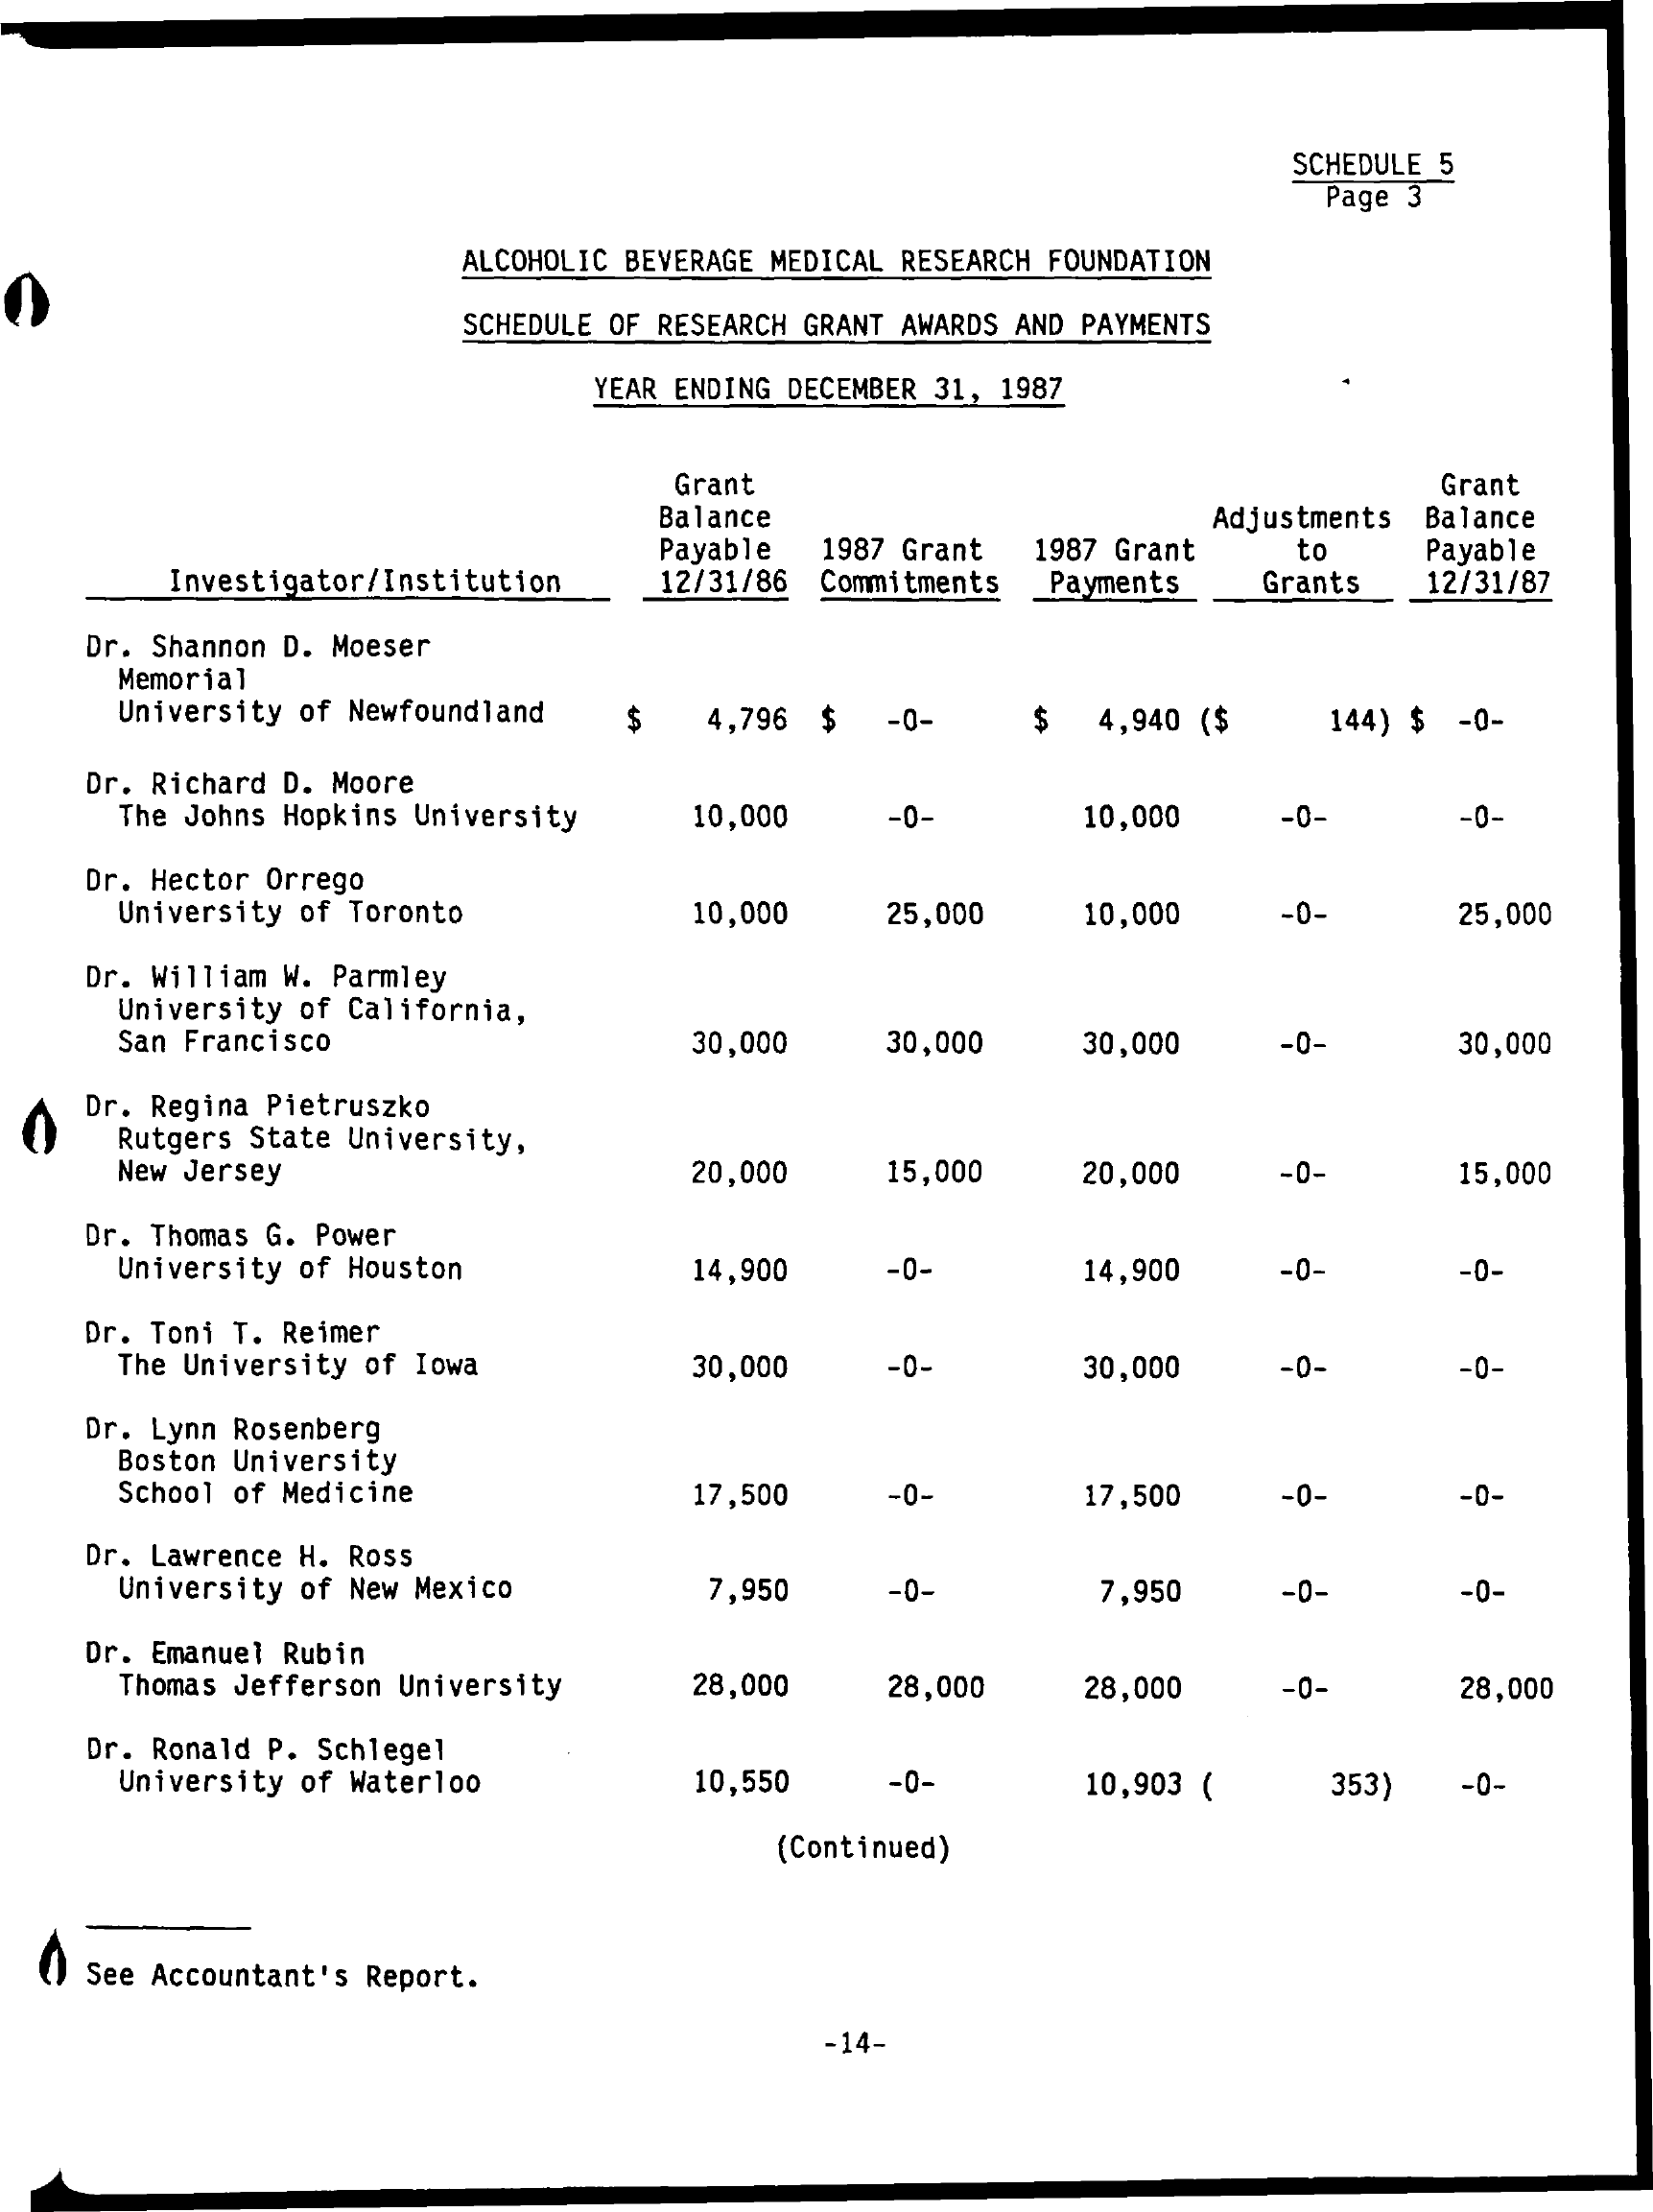 SCHEDULE 5
Page 3
ALCOHOLIC BEVERAGE MEDICAL RESEARCH FOUNDATION
SCHEDULE OF RESEARCH GRANT AWARDS AND PAYMENTS
YEAR ENDING DECEMBER 31, 1987
Grant Grant
Balance Adjustments Balance
Payable 1987 Grant 1987 Grant to Payable
Investigator/Institution 12/31/86 Commitments Payments Grants 12/31/87
Dr. Shannon D. Moeser
Memorial
University of Newfoundland $ 4,796 $ -0- $ 4,940 ($ 144) $ -0-
Dr. Richard D. Moore
The Johns Hopkins University 10,000 -0- 10,000 -0- -0-
Dr. Hector Orrego
University of Toronto 10,000 25,000 10,000 -0- 25,000
Dr. William W. Parmley
University of California,
San Francisco 30,000 30,000 30,000 -0- 30,000
Dr. Regina Pietruszko
Rutgers State University,
New Jersey 20,000 15,000 20,000 -0- 15,000
Dr. Thomas G. Power
University of Houston 14,900 -0- 14,900 -0- -0-
Dr. Toni T. Reimer
The University of Iowa 30,000 -0- 30,000 -0- -0-
Dr. Lynn Rosenberg
Boston University
School of Medicine 17,500 -0- 17,500 -0- -0-
Dr. Lawrence H. Ross
University of New Mexico 7,950 -0- 7,950 -0- -0-
Dr. Emanuel Rubin
Thomas Jefferson University 28,000 28,000 28,000 -0- 28,000
Dr. Ronald P. Schlegel
University of Waterloo 10,550 -0- 10,903 ( 353) -0-
(Continued)
See Accountant's Report.
-14-